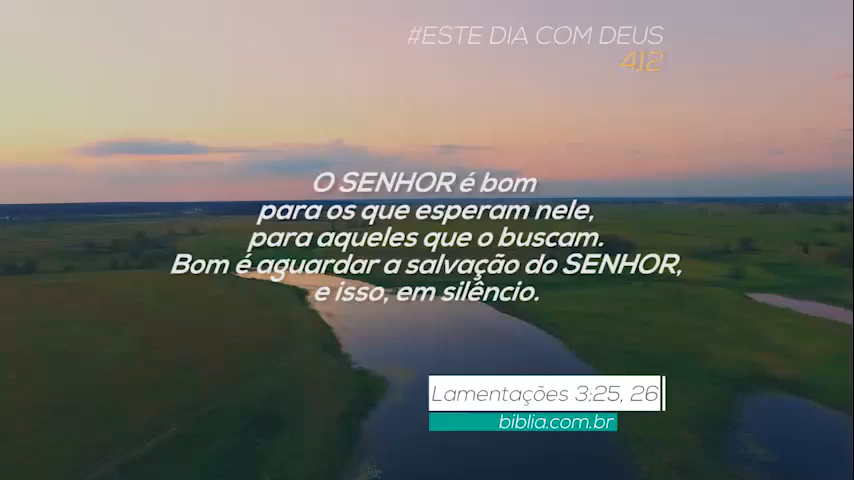 #ESTE DIA COM DEUS
412
O SENHOR é bom
para os que esperam nele,
para aqueles que o buscam.
Bom é aguardar a salvação do SENHOR,
e isso, em silêncio.
Lamentações 3:25, 26
biblia.com.br